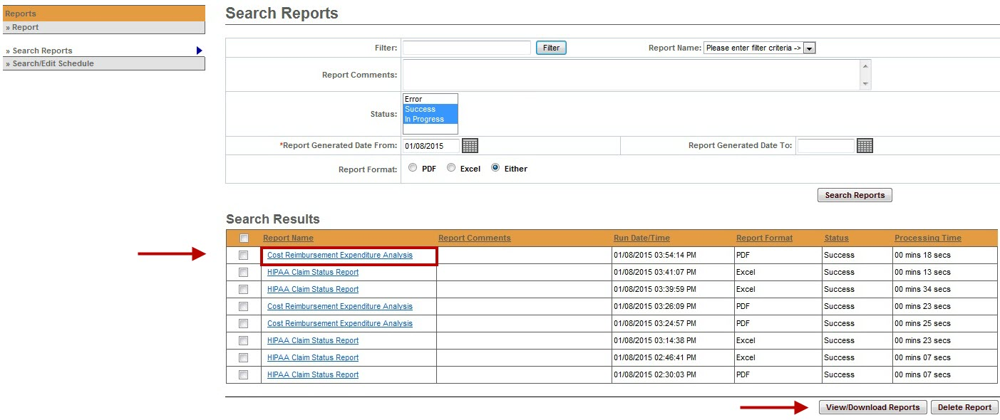 Reports
» Report
» Search Reports
» Search/Edit Schedule
Search Reports
Filter: Filter Report Name: Please enter filter criteria ->
Report Comments:
Status: Error
Success
In Progress
*Report Generated Date From: 01/08/2015 Report Generated Date To:
Report Format: PDF Excel Either
Search Reports
Search Results
Report Name Report Comments Run Date/Time Report Format Status Processing Time
Cost Reimbursement Expenditure Analysis 01/08/2015 03:54:14 PM PDF Success 00 mins 18 secs
HIPAA Claim Status Report 01/08/2015 03:41:07 PM Excel Success 00 mins 13 secs
HIPAA Claim Status Report 01/08/2015 03:39:59 PM Excel Success 00 mins 34 secs
Cost Reimbursement Expenditure Analysis 01/08/2015 03:26:09 PM PDF Success 00 mins 23 secs
Cost Reimbursement Expenditure Analysis 01/08/2015 03:24:57 PM PDF Success 00 mins 25 secs
HIPAA Claim Status Report 01/08/2015 03:14:38 PM Excel Success 00 mins 23 secs
HIPAA Claim Status Report 01/08/2015 02:46:41 PM Excel Success 00 mins 07 secs
HIPAA Claim Status Report 01/08/2015 02:30:03 PM PDF Success 00 mins 07 secs
View/Download Reports Delete Report